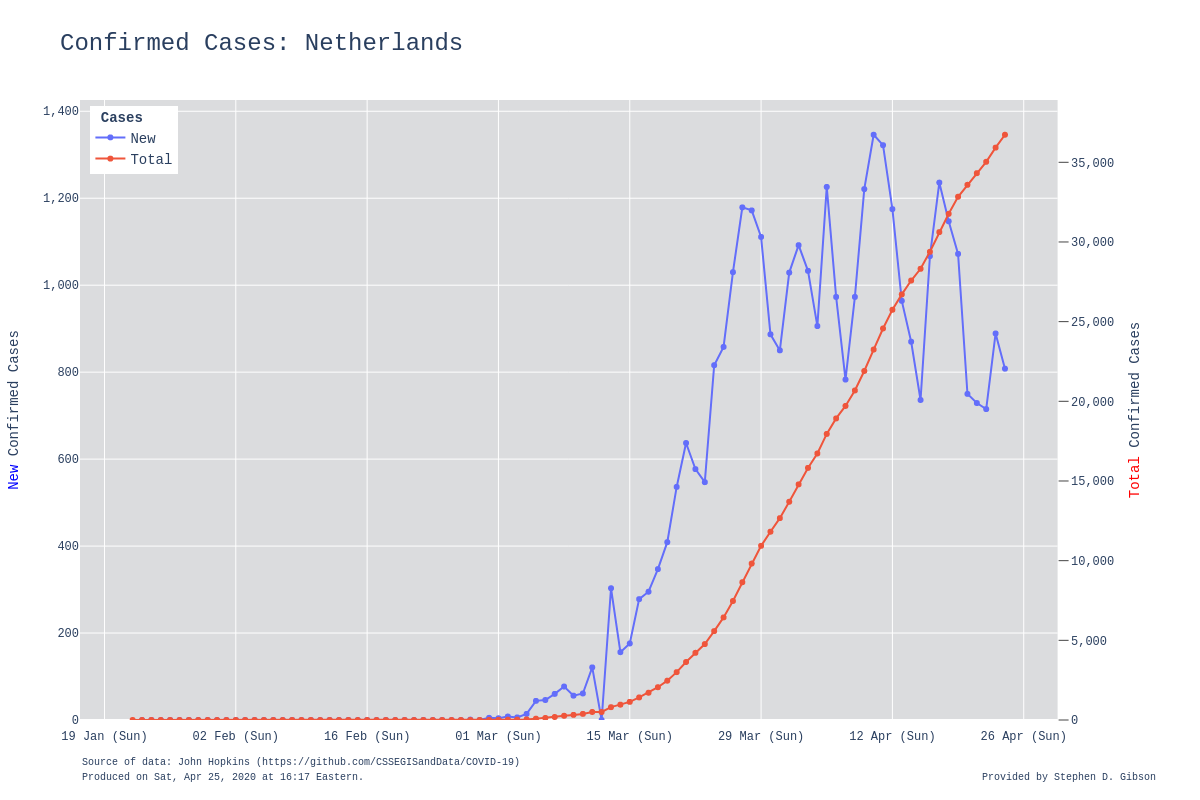 Confirmed Cases: Netherlands
Cases
New
Total
1,400
1,200
1,000
800
600
400
200
0
New Confirmed Cases
35,000
30,000
25,000
20,000
15,000
10,000
5,000
0
Total Confirmed Cases
19 Jan (Sun) 02 Feb (Sun) 16 Feb (Sun) 01 Mar (Sun) 15 Mar (Sun) 29 Mar (Sun) 12 Apr (Sun) 26 Apr (Sun)
Source of data: John Hopkins (https://github.com/CSSEGISandData/COVID-19)
Produced on Sat, Apr 25, 2020 at 16:17 Eastern.
Provided by Stephen D. Gibson